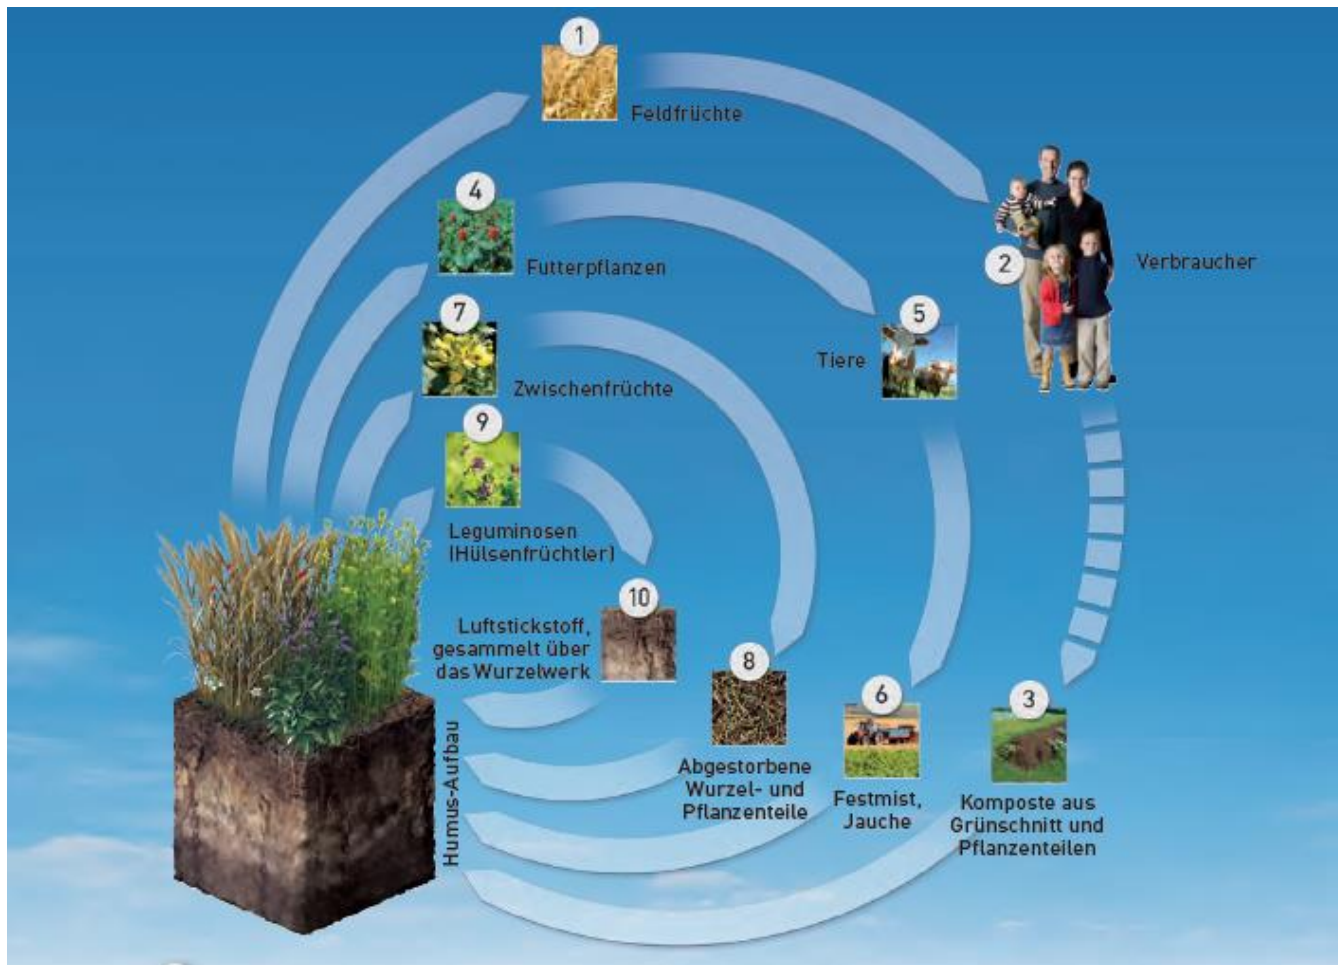 1
Feldfrüchte
4
Futterpflanzen
2
Verbraucher
7
Zwischenfrüchte
5
Tiere
9
Leguminosen
(Hülsenfrüchtler)
10
Luftstickstoff,
gesammelt über
das Wurzelwerk
8
Abgestorbene
Wurzel- und
Pflanzenteile
6
Festmist,
Jauche
3
Komposte aus
Grünschnitt und
Pflanzenteilen
Humus-Aufbau